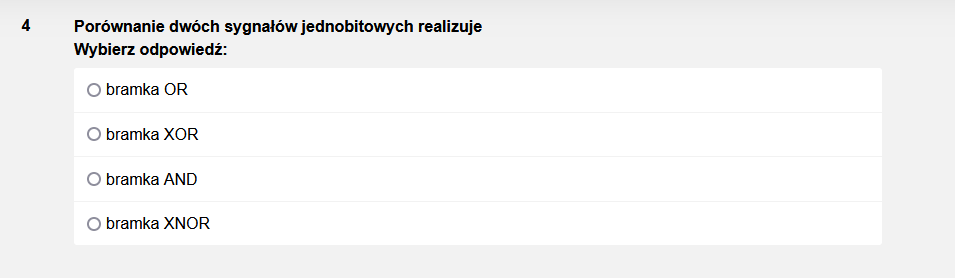 4 Porównanie dwóch sygnałów jednobitowych realizuje
Wybierz odpowiedź:
bramka OR
bramka XOR
bramka AND
bramka XNOR